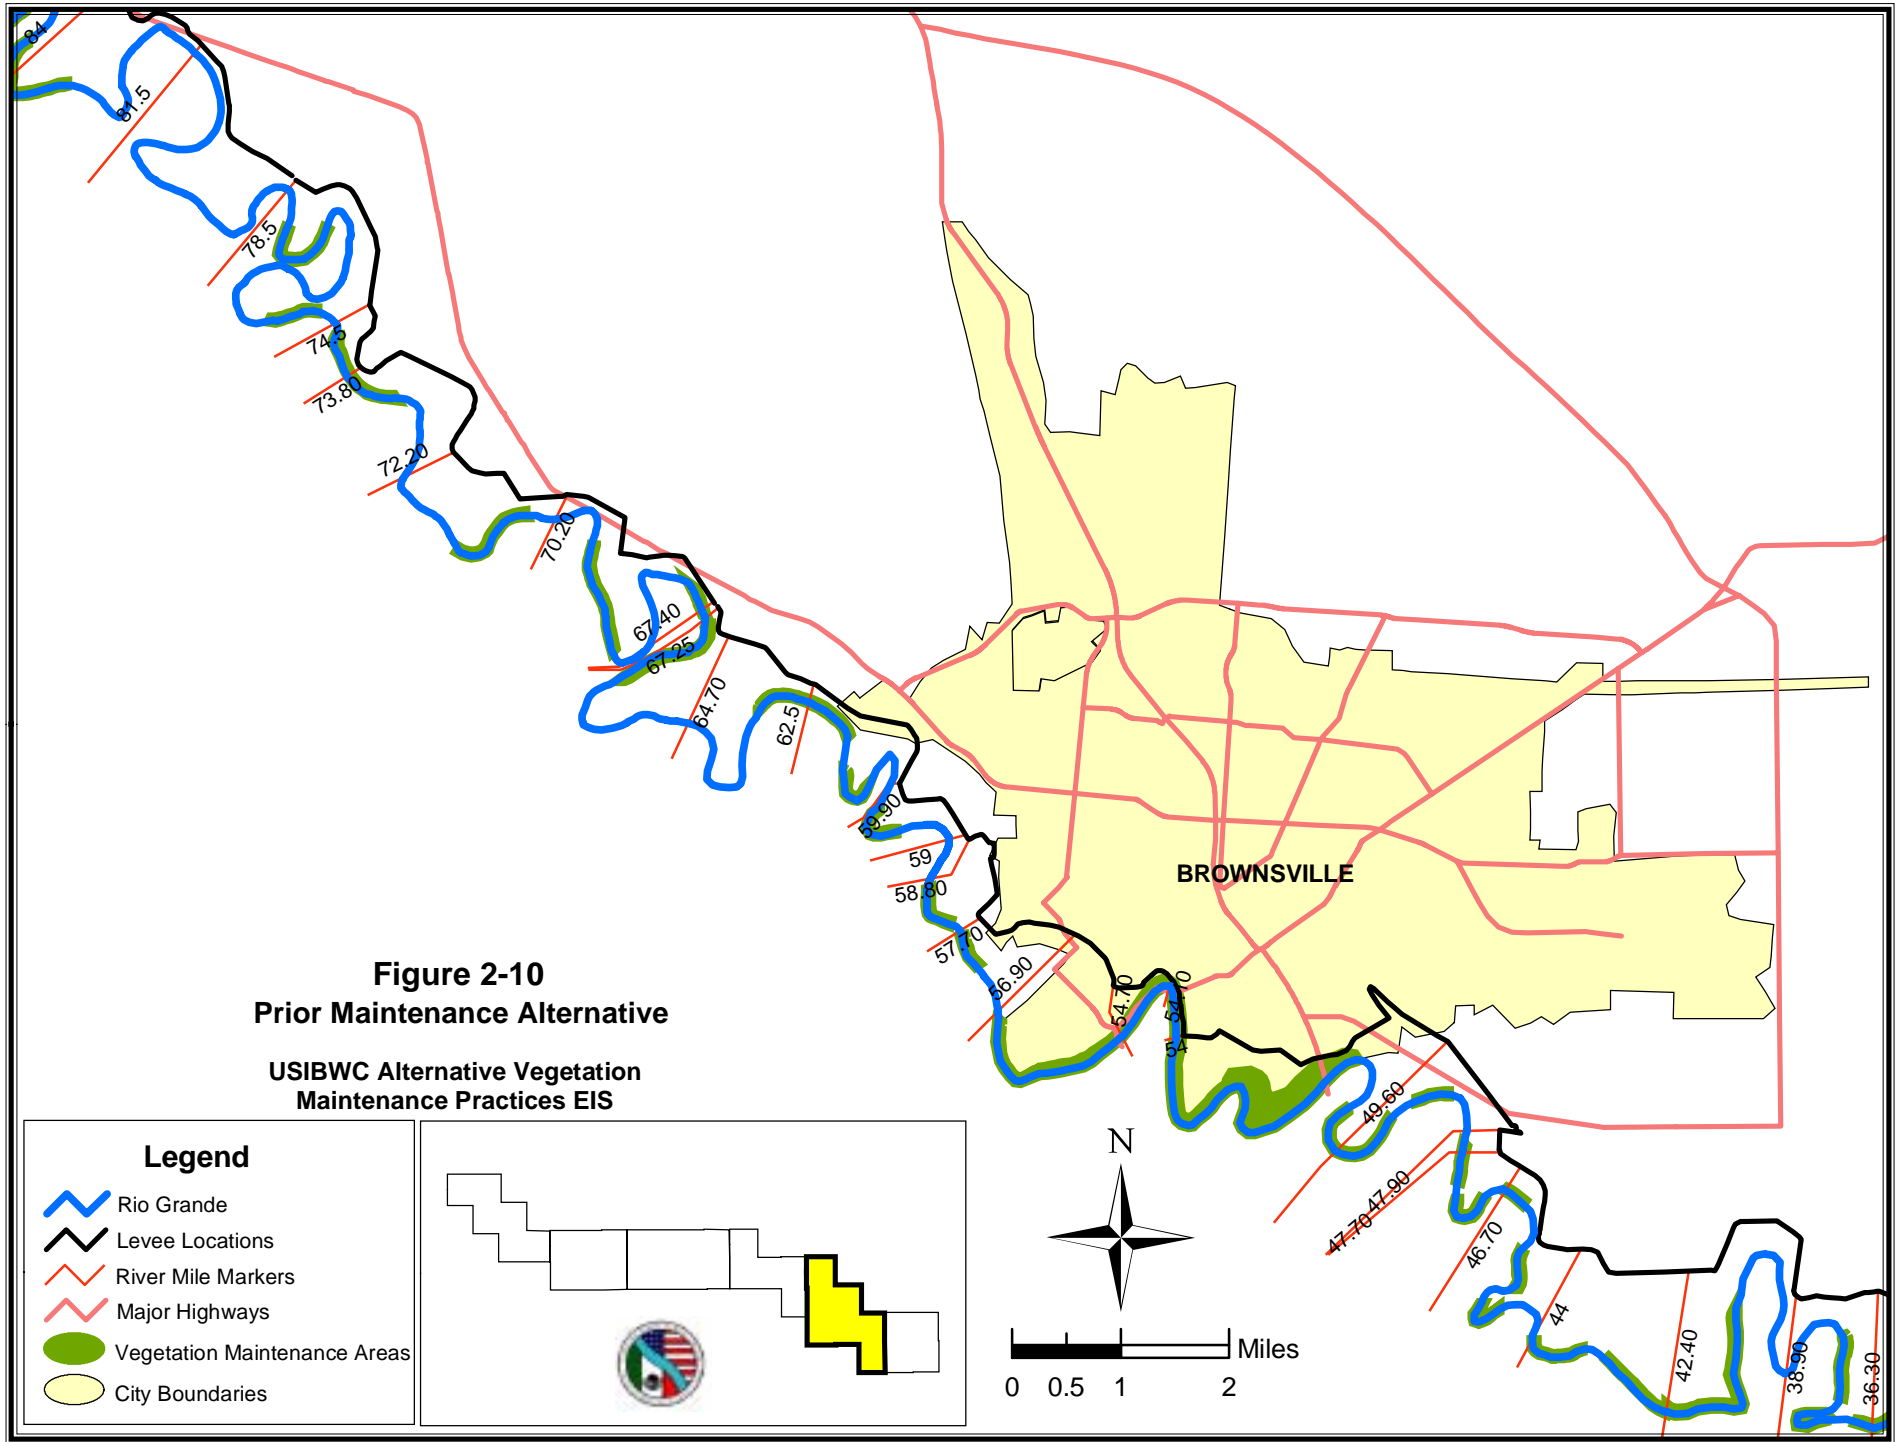 84
81.5
78.5
74.5
73.80
72.20
70.20
67.40
67.25
64.70
62.5
59.90
59
58.80
57.70
56.90
54.70
54.10
54
49.60
47.90
47.70
46.70
44
42.40
38.90
36.30
BROWNSVILLE
Figure 2-10
Prior Maintenance Alternative
USIBWC Alternative Vegetation
Maintenance Practices EIS
Legend
Rio Grande
Levee Locations
River Mile Markers
Major Highways
Vegetation Maintenance Areas
City Boundaries
N
Miles
0 0.5 1 2